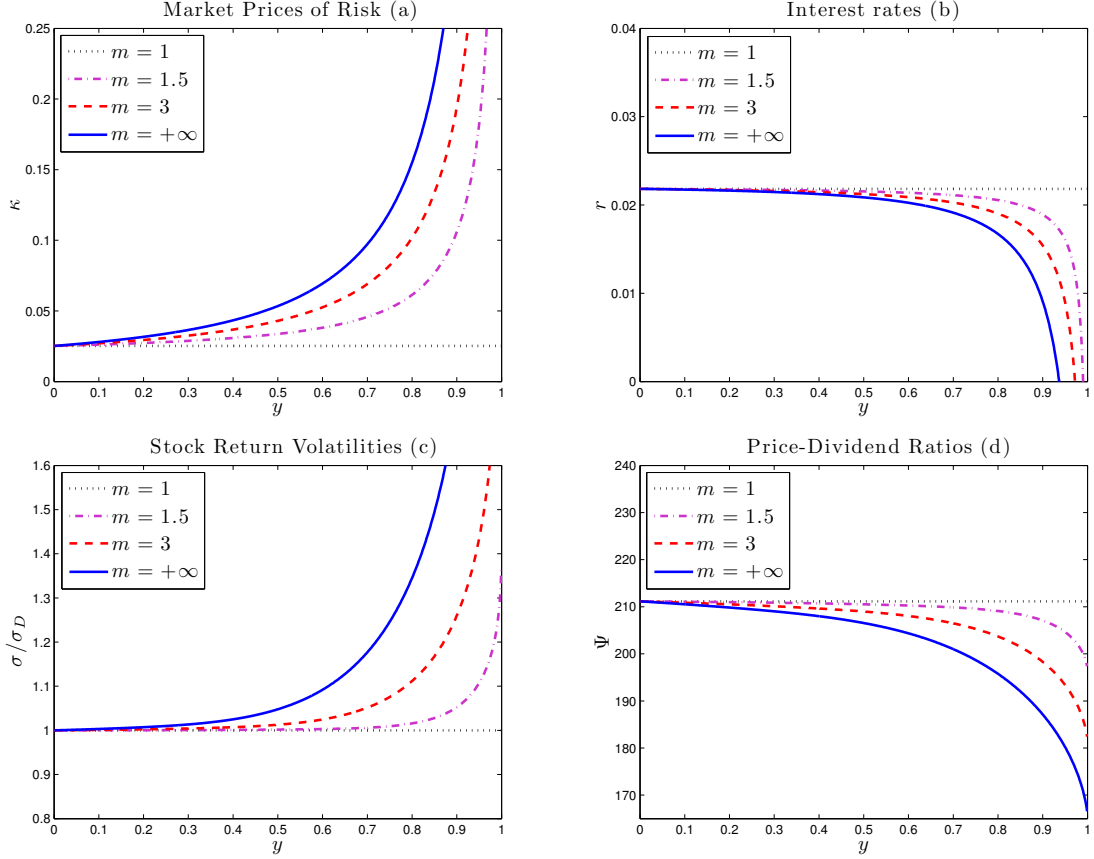 Market Prices of Risk (a)
0.25
0.2
0.15
0.1
0.05
0
κ
m = 1
m = 1.5
m = 3
m = +∞
0 0.1 0.2 0.3 0.4 0.5 0.6 0.7 0.8 0.9 1
y
Interest rates (b)
0.04
0.03
0.02
0.01
0
r
m = 1
m = 1.5
m = 3
m = +∞
0 0.1 0.2 0.3 0.4 0.5 0.6 0.7 0.8 0.9 1
y
Stock Return Volatilities (c)
1.6
1.5
1.4
1.3
1.2
1.1
1
0.9
0.8
σ/σ_D
m = 1
m = 1.5
m = 3
m = +∞
0 0.1 0.2 0.3 0.4 0.5 0.6 0.7 0.8 0.9 1
y
Price-Dividend Ratios (d)
240
230
220
210
200
190
180
170
Ψ
m = 1
m = 1.5
m = 3
m = +∞
0 0.1 0.2 0.3 0.4 0.5 0.6 0.7 0.8 0.9 1
y